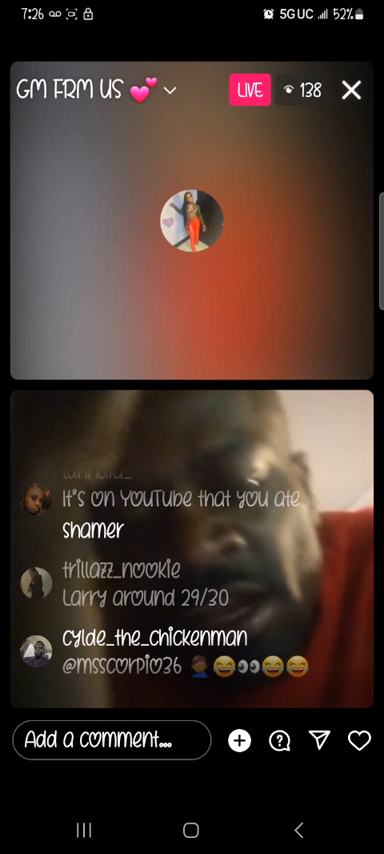 7:26
5G UC
52%
GM FRM US 💕
LIVE
138
It's on YouTube that you ate
shamer
trillazz_nookie
Larry around 29/30
cylde_the_chickenman
@msscorpio36 🤦🏾‍♂️😂👀😂😂
Add a comment...